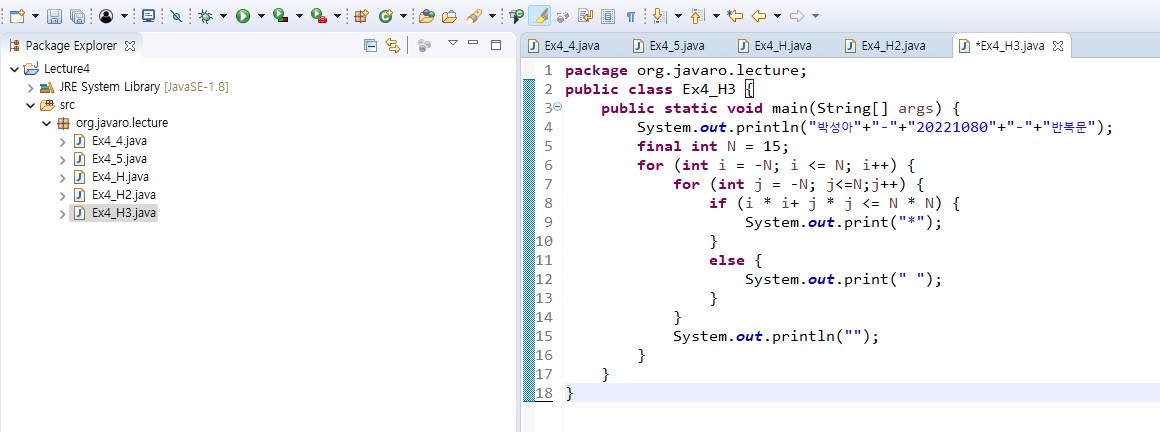 Package Explorer
Lecture4
JRE System Library [JavaSE-1.8]
src
org.javaro.lecture
Ex4_4.java
Ex4_5.java
Ex4_H.java
Ex4_H2.java
Ex4_H3.java
Ex4_4.java Ex4_5.java Ex4_H.java Ex4_H2.java *Ex4_H3.java
1 package org.javaro.lecture;
2 public class Ex4_H3 {
3 public static void main(String[] args) {
4 System.out.println("박성아"+"-"+"20221080"+"-"+"반복문");
5 final int N = 15;
6 for (int i = -N; i <= N; i++) {
7 for (int j = -N; j<=N;j++) {
8 if (i * i+ j * j <= N * N) {
9 System.out.print("*");
10 }
11 else {
12 System.out.print(" ");
13 }
14 }
15 System.out.println("");
16 }
17 }
18 }